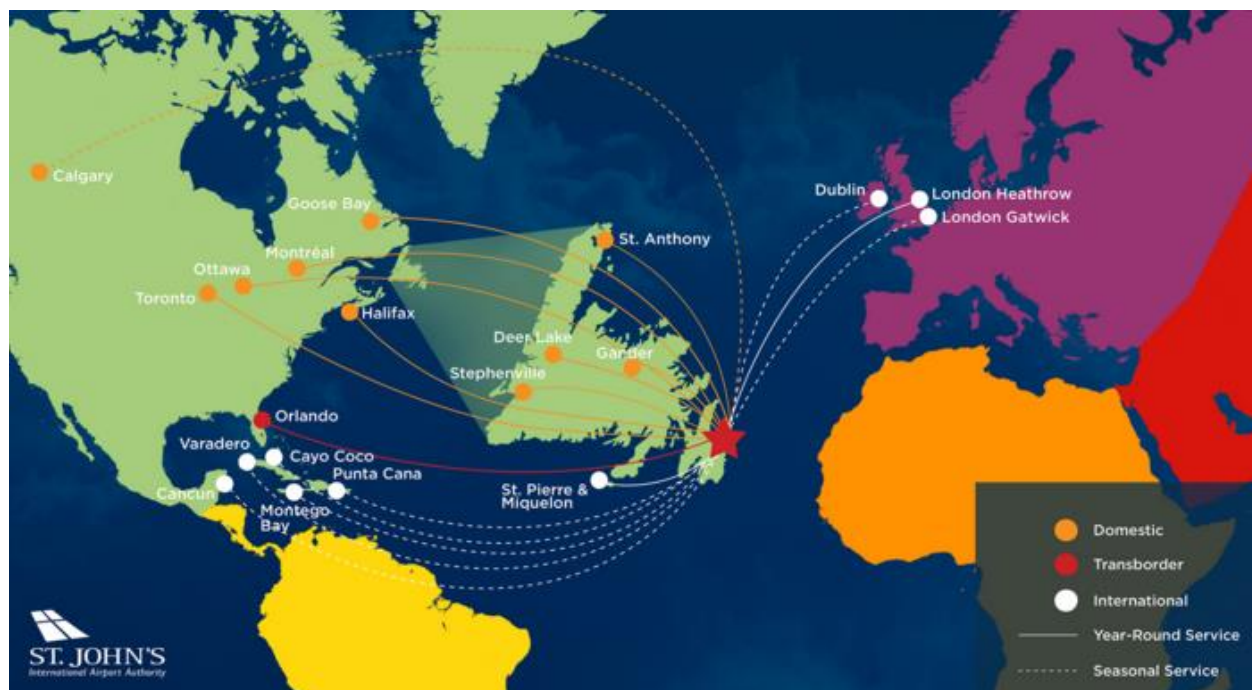 Calgary
Goose Bay
Montréal
Ottawa
Toronto
Halifax
St. Anthony
Deer Lake
Gander
Stephenville
Dublin
London Heathrow
London Gatwick
Orlando
Varadero
Cayo Coco
Punta Cana
Cancún
Montego
Bay
St. Pierre &
Miquelon
Domestic
Transborder
International
Year-Round Service
Seasonal Service
ST. JOHN'S
International Airport Authority